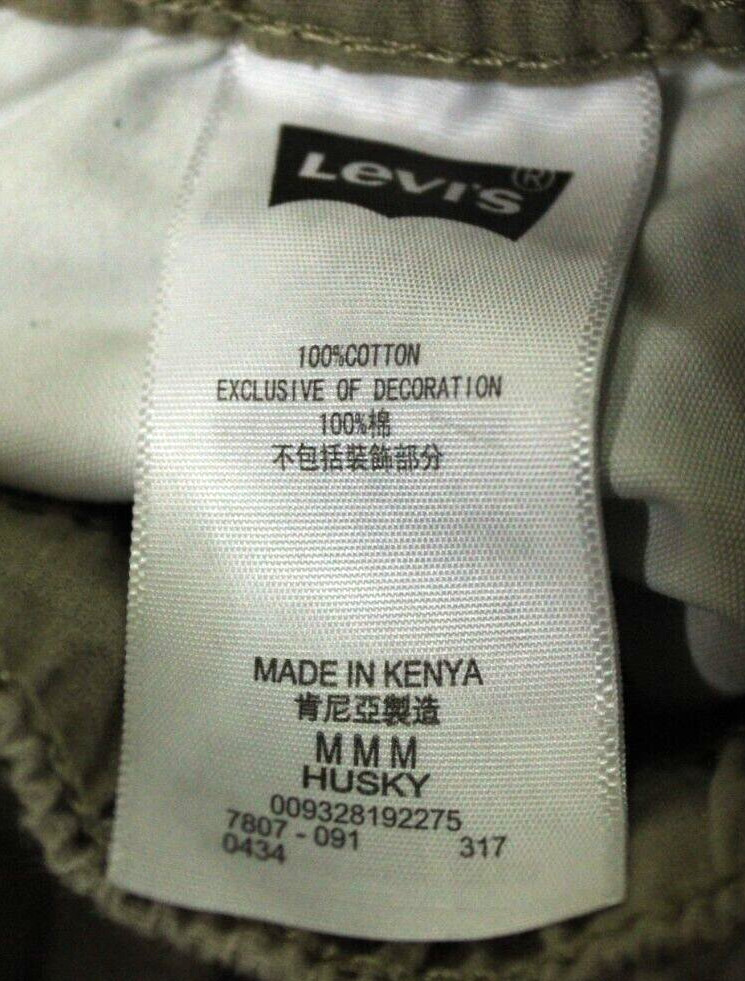 Levi's®
100%COTTON
EXCLUSIVE OF DECORATION
100%棉
不包括裝飾部分
MADE IN KENYA
肯尼亞製造
M M M
HUSKY
009328192275
7807 - 091
0434 317